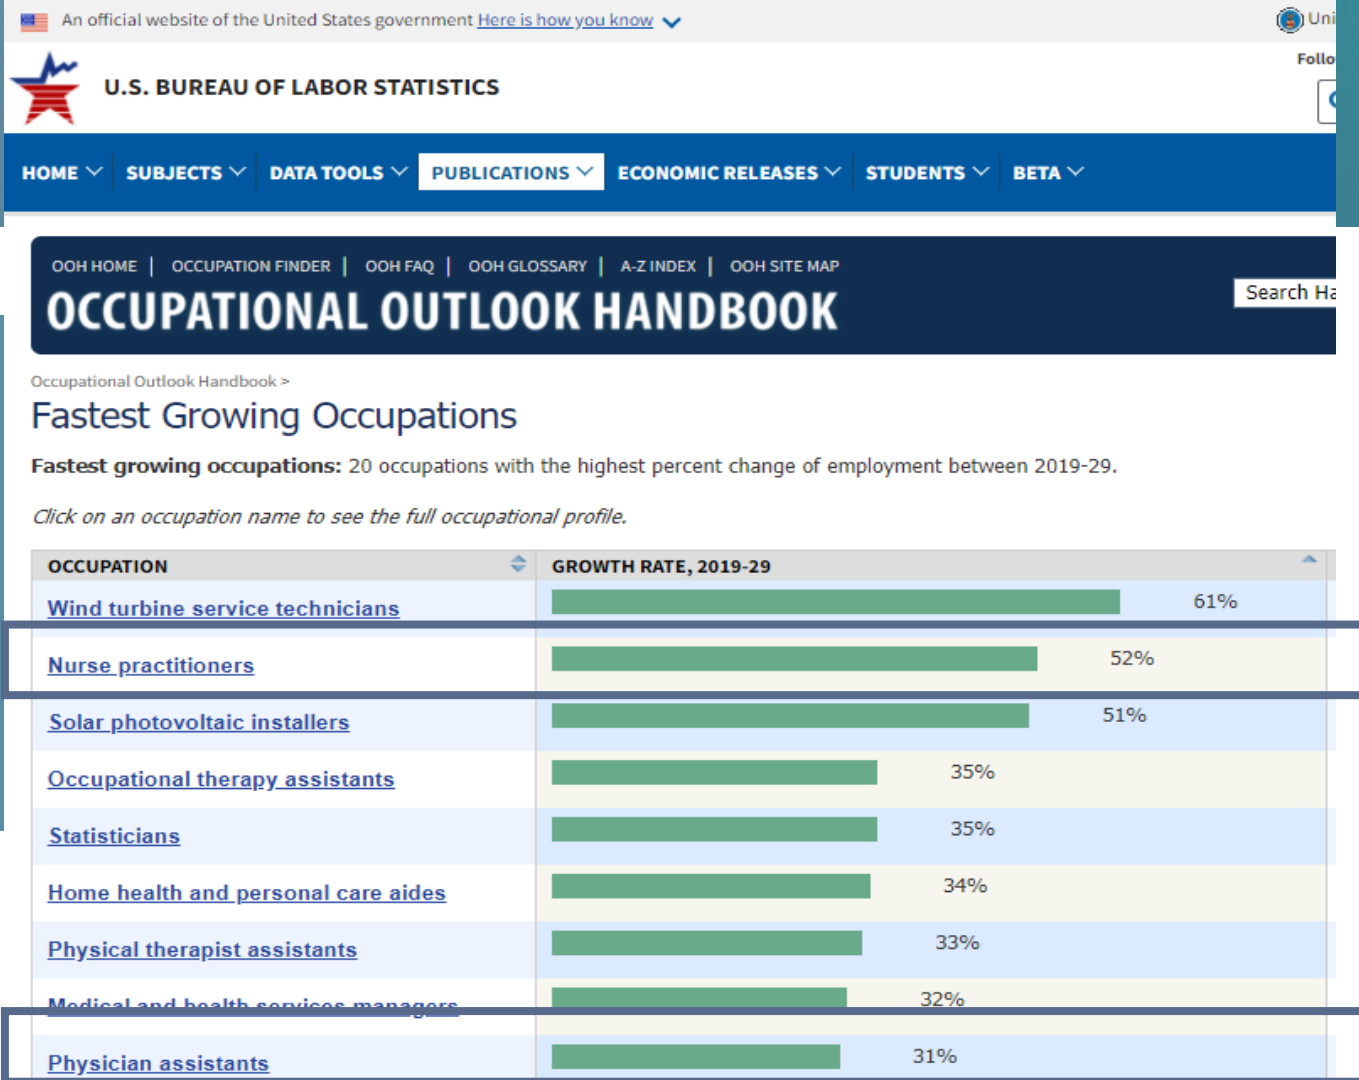 An official website of the United States government Here is how you know
U.S. BUREAU OF LABOR STATISTICS
HOME SUBJECTS DATA TOOLS PUBLICATIONS ECONOMIC RELEASES STUDENTS BETA
OOH HOME | OCCUPATION FINDER | OOH FAQ | OOH GLOSSARY | A-Z INDEX | OOH SITE MAP
OCCUPATIONAL OUTLOOK HANDBOOK
Search
Occupational Outlook Handbook >
Fastest Growing Occupations
Fastest growing occupations: 20 occupations with the highest percent change of employment between 2019-29.
Click on an occupation name to see the full occupational profile.
OCCUPATION GROWTH RATE, 2019-29
Wind turbine service technicians 61%
Nurse practitioners 52%
Solar photovoltaic installers 51%
Occupational therapy assistants 35%
Statisticians 35%
Home health and personal care aides 34%
Physical therapist assistants 33%
Medical and health services managers 32%
Physician assistants 31%